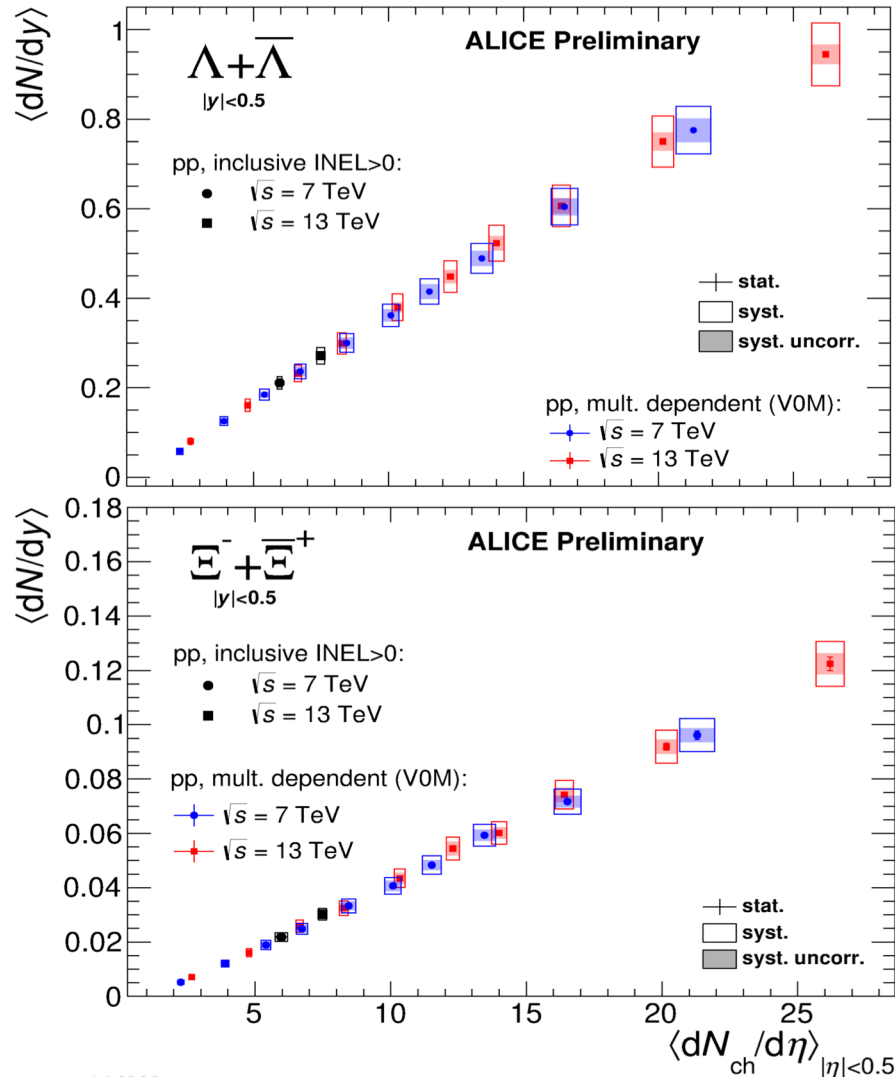 ALICE Preliminary
Λ+Λ̅
|y|<0.5
pp, inclusive INEL>0:
√s = 7 TeV
√s = 13 TeV
stat.
syst.
syst. uncorr.
pp, mult. dependent (V0M):
√s = 7 TeV
√s = 13 TeV
⟨dN/dy⟩
1
0.8
0.6
0.4
0.2
0
ALICE Preliminary
Ξ⁻+Ξ̅⁺
|y|<0.5
pp, inclusive INEL>0:
√s = 7 TeV
√s = 13 TeV
pp, mult. dependent (V0M):
√s = 7 TeV
√s = 13 TeV
stat.
syst.
syst. uncorr.
⟨dN/dy⟩
0.18
0.16
0.14
0.12
0.1
0.08
0.06
0.04
0.02
0
5 10 15 20 25
⟨dN_ch/dη⟩_|η|<0.5